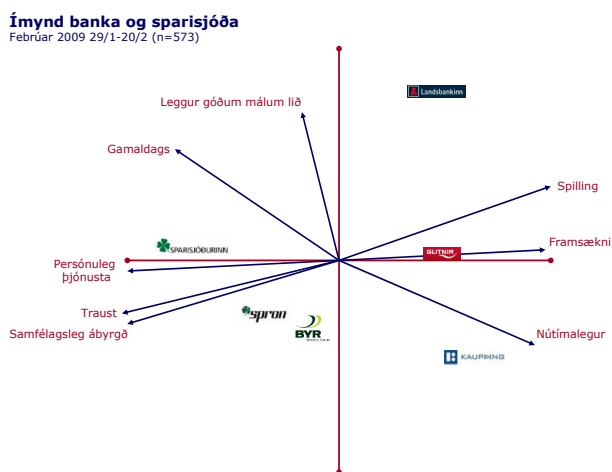 Ímynd banka og sparisjóða
Febrúar 2009 29/1-20/2 (n=573)
Landsbankinn
Leggur góðum málum lið
Gamaldags
Spilling
SPARISJÓÐURINN
Framsækni
GLITNIR
Persónuleg
þjónusta
Traust
spron
Samfélagsleg ábyrgð
BYR
Nútímalegur
KAUPÞING